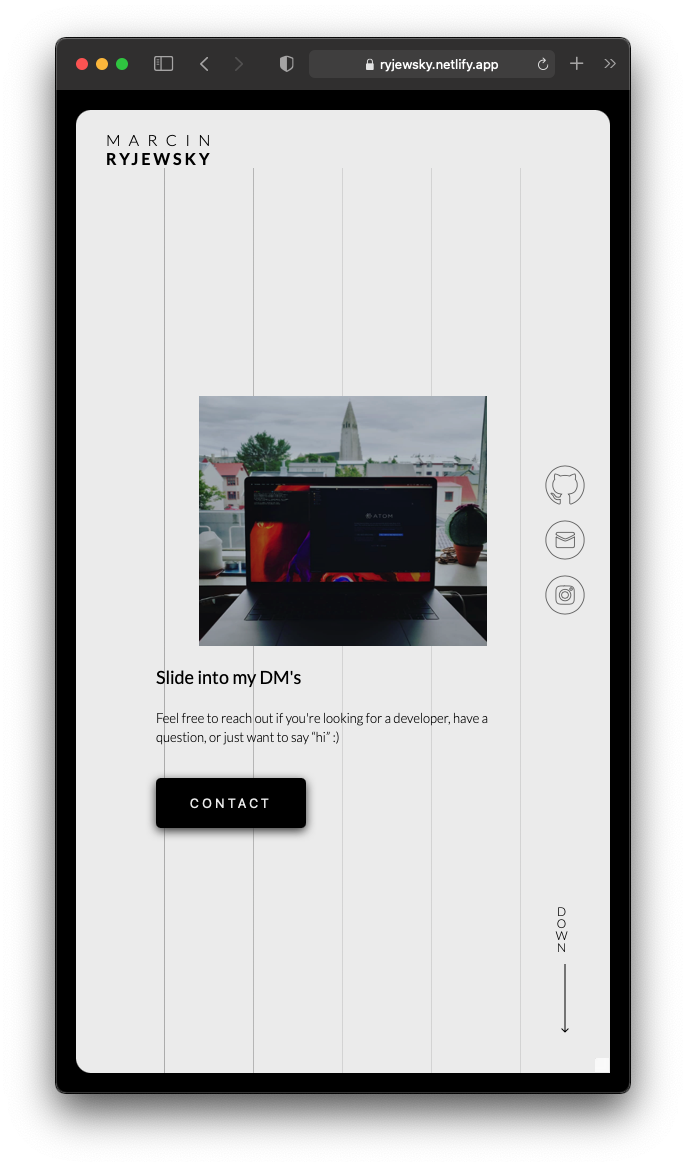 ryjewsky.netlify.app
MARCIN
RYJEWSKY
ATOM
Slide into my DM's
Feel free to reach out if you're looking for a developer, have a
question, or just want to say “hi” :)
CONTACT
DOWN